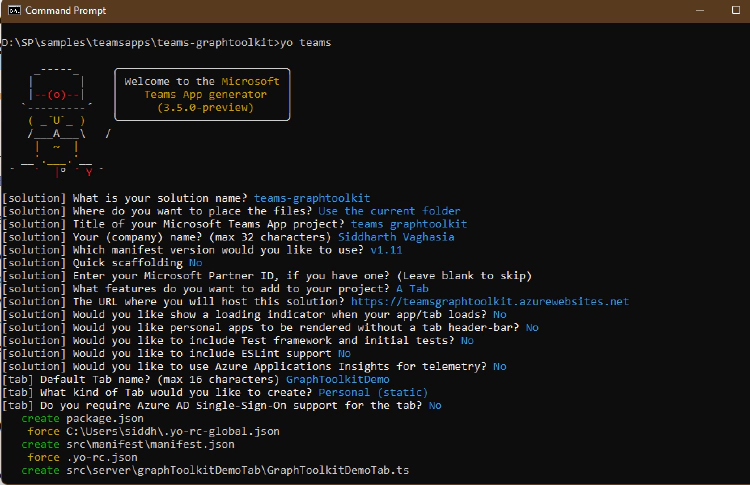 Command Prompt
D:\SP\samples\teamsapps\teams-graphtoolkit>yo teams
Welcome to the Microsoft
Teams App generator
(3.5.0-preview)
[solution] What is your solution name? teams-graphtoolkit
[solution] Where do you want to place the files? Use the current folder
[solution] Title of your Microsoft Teams App project? teams graphtoolkit
[solution] Your (company) name? (max 32 characters) Siddharth Vaghasia
[solution] Which manifest version would you like to use? v1.11
[solution] Quick scaffolding No
[solution] Enter your Microsoft Partner ID, if you have one? (Leave blank to skip)
[solution] What features do you want to add to your project? A Tab
[solution] The URL where you will host this solution? https://teamsgraphtoolkit.azurewebsites.net
[solution] Would you like show a loading indicator when your app/tab loads? No
[solution] Would you like personal apps to be rendered without a tab header-bar? No
[solution] Would you like to include Test framework and initial tests? No
[solution] Would you like to include ESLint support No
[solution] Would you like to use Azure Applications Insights for telemetry? No
[tab] Default Tab name? (max 16 characters) GraphToolkitDemo
[tab] What kind of Tab would you like to create? Personal (static)
[tab] Do you require Azure AD Single-Sign-On support for the tab? No
create package.json
force C:\Users\siddh\.yo-rc-global.json
create src\manifest\manifest.json
force .yo-rc.json
create src\server\graphToolkitDemoTab\GraphToolkitDemoTab.ts